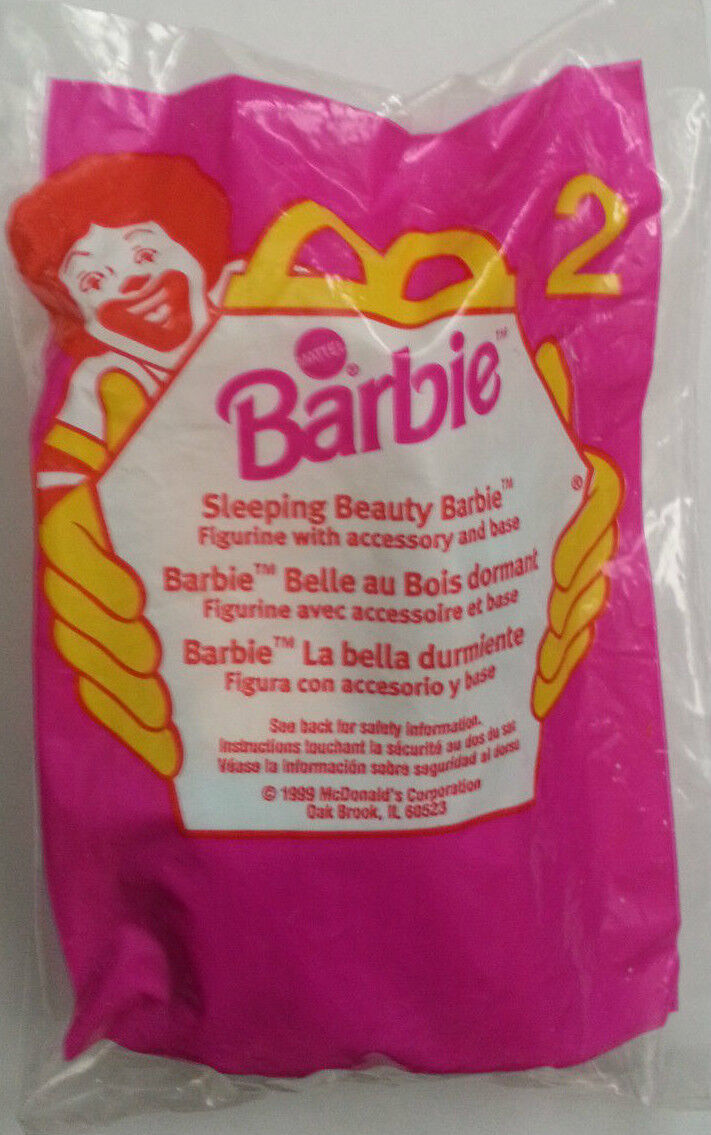 2
MATTEL
Barbie™
®
Sleeping Beauty Barbie™
Figurine with accessory and base
Barbie™ Belle au Bois dormant
Figurine avec accessoire et base
Barbie™ La bella durmiente
Figura con accesorio y base
See back for safety information.
Instructions touchant la sécurité au dos du sac
Véase la información sobre seguridad al dorso
© 1999 McDonald's Corporation
Oak Brook, IL 60523
®